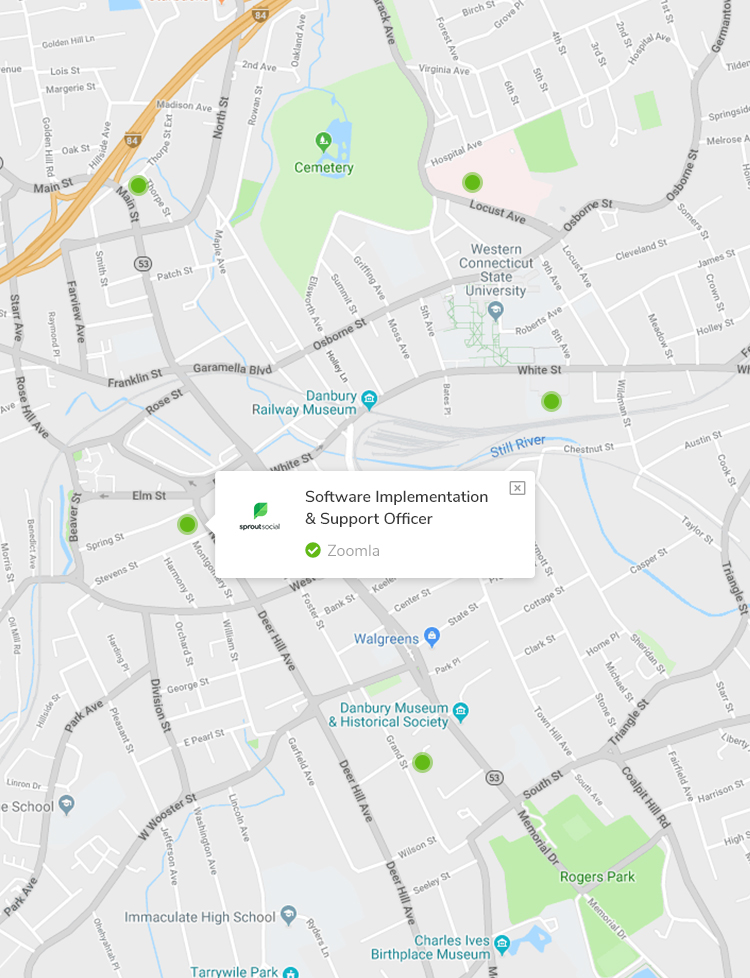 84
Golden Hill Ln
Oakland Ave
Forest Ave
Birch St
Grove Pl
Germantown
2nd Ave
Lois St
Margerie St
Virginia Ave
4th St
3rd St
2nd St
Hospital Ave
6th St
5th St
Tilden
Madison Ave
Rowan St
North St
Golden Hill Rd
Hillside Ave
Thorpe St Ext
84
Oak St
Cemetery
Hospital Ave
Springside
Melrose A
Main St
Main St
Thorpe St
Locust Ave
Osborne St
Osborne St
Somers St
Maple Ave
53
Smith St
Patch St
Western
Connecticut
State
University
9th Ave
Locust Ave
Cleveland St
James St
Crown St
Starr Ave
Farview Ave
Raymond Pl
Ellsworth Ave
Summit St
Griffing Ave
Osborne St
Moss Ave
5th Ave
Roberts Ave
8th Ave
Meadow St
Holley St
Holley Ln
Franklin St
Garamella Blvd
White St
Rose Hill Ave
Rose St
Danbury
Railway Museum
Bates Pl
Wildman St
Still River
Chestnut St
Austin St
Cook St
White St
Elm St
Beaver St
Software Implementation
& Support Officer
sproutsocial
Zoomla
Benedict Ave
Morris St
Spring St
Stevens St
Harmony St
Montgomery St
Taylor St
Casper St
Triangle St
Foster St
Bank St
Center St
State St
Cottage St
Oil Mill Rd
Harding Pl
Orchard St
William St
Deer Hill Ave
Walgreens
Park Pl
Clark St
Home Pl
Sheridan St
Michael St
Stone St
Starr St
Hillside St
Park Ave
Pleasant St
Division St
George St
E Pearl St
Danbury Museum
& Historical Society
Town Hill Ave
Triangle St
Liberty
Grand St
Garfield Ave
Deer Hill Ave
53
South St
South Ave
Coalpit Hill Rd
Fairfield Ave
Harrison St
Linron Dr
e School
W Wooster St
Jefferson Ave
Washington Ave
Lincoln Ave
Memorial Dr
Wilson St
Seeley St
High S
Park Ave
Rogers Park
Memorial Dr
Immaculate High School
Ryders Ln
Deer Hill Ave
Ohehyahtah Pl
Charles Ives
Birthplace Museum
Tarrywile Park